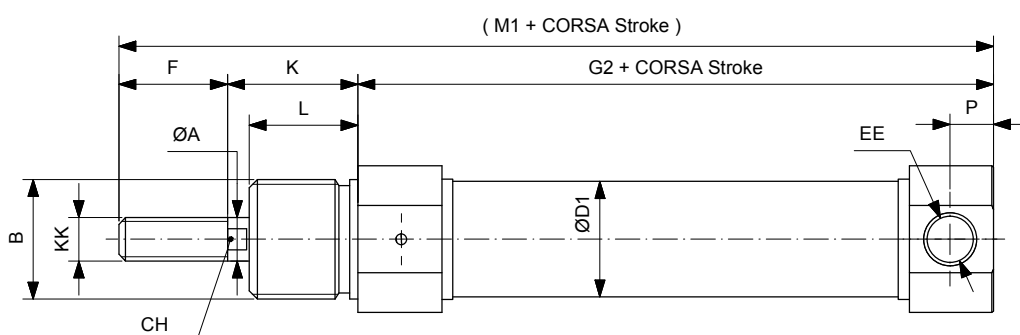 ( M1 + CORSA Stroke )
F
K
G2 + CORSA Stroke
L
P
ØA
EE
B
KK
ØD1
CH